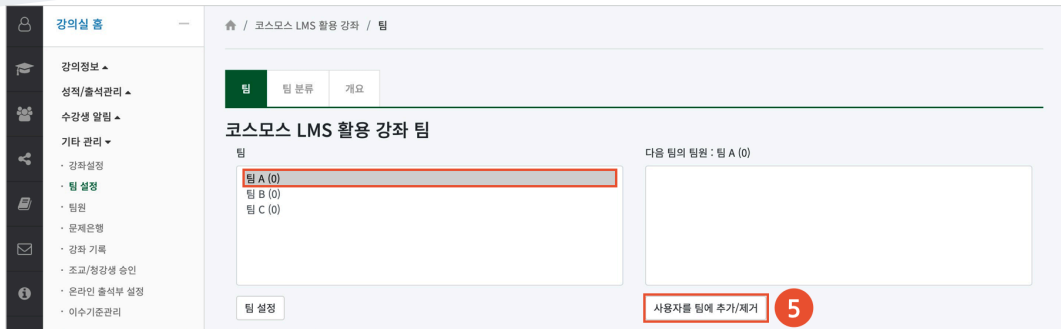 강의실 홈
강의정보
성적/출석관리
수강생 알림
기타 관리
· 강좌설정
· 팀 설정
· 팀원
· 문제은행
· 강좌 기록
· 조교/청강생 승인
· 온라인 출석부 설정
· 이수기준관리
/ 코스모스 LMS 활용 강좌 / 팀
팀 팀 분류 개요
코스모스 LMS 활용 강좌 팀
팀
팀 A (0)
팀 B (0)
팀 C (0)
팀 설정
다음 팀의 팀원 : 팀 A (0)
사용자를 팀에 추가/제거 5